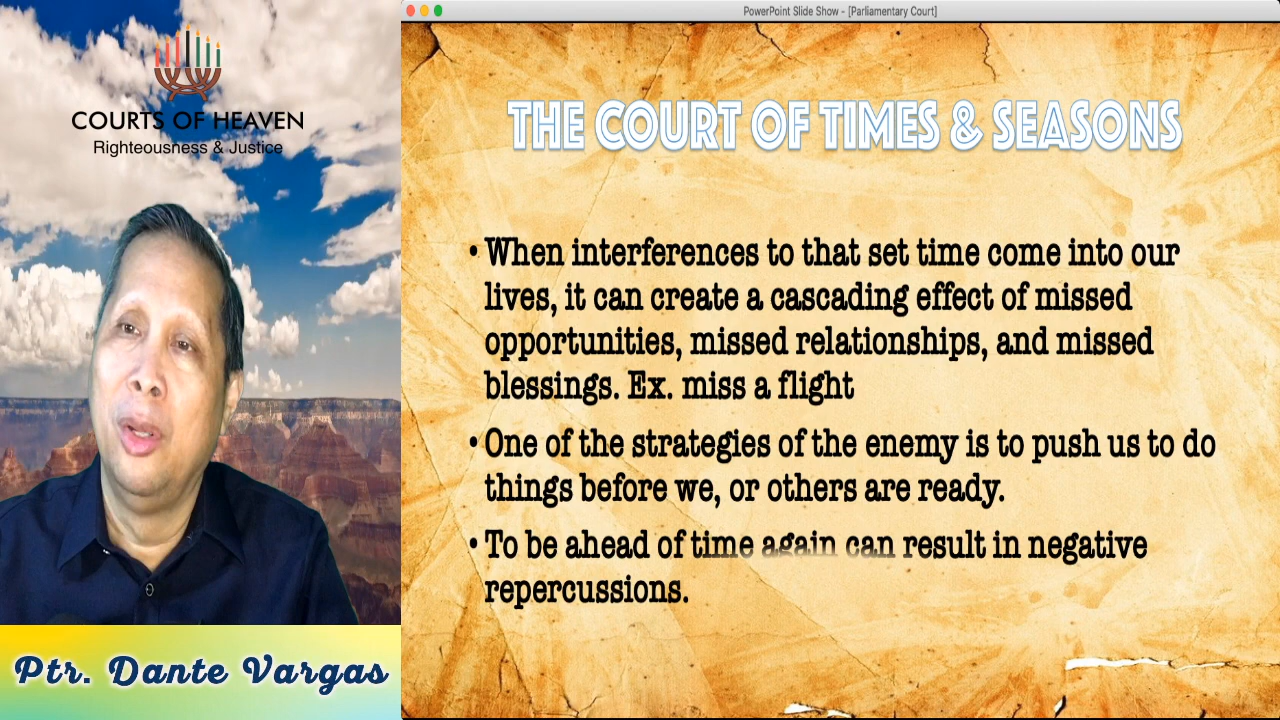 PowerPoint Slide Show - [Parliamentary Court]
COURTS OF HEAVEN
Righteousness & Justice
THE COURT OF TIMES & SEASONS
• When interferences to that set time come into our
lives, it can create a cascading effect of missed
opportunities, missed relationships, and missed
blessings. Ex. miss a flight
• One of the strategies of the enemy is to push us to do
things before we, or others are ready.
• To be ahead of time again can result in negative
repercussions.
Ptr. Dante Vargas